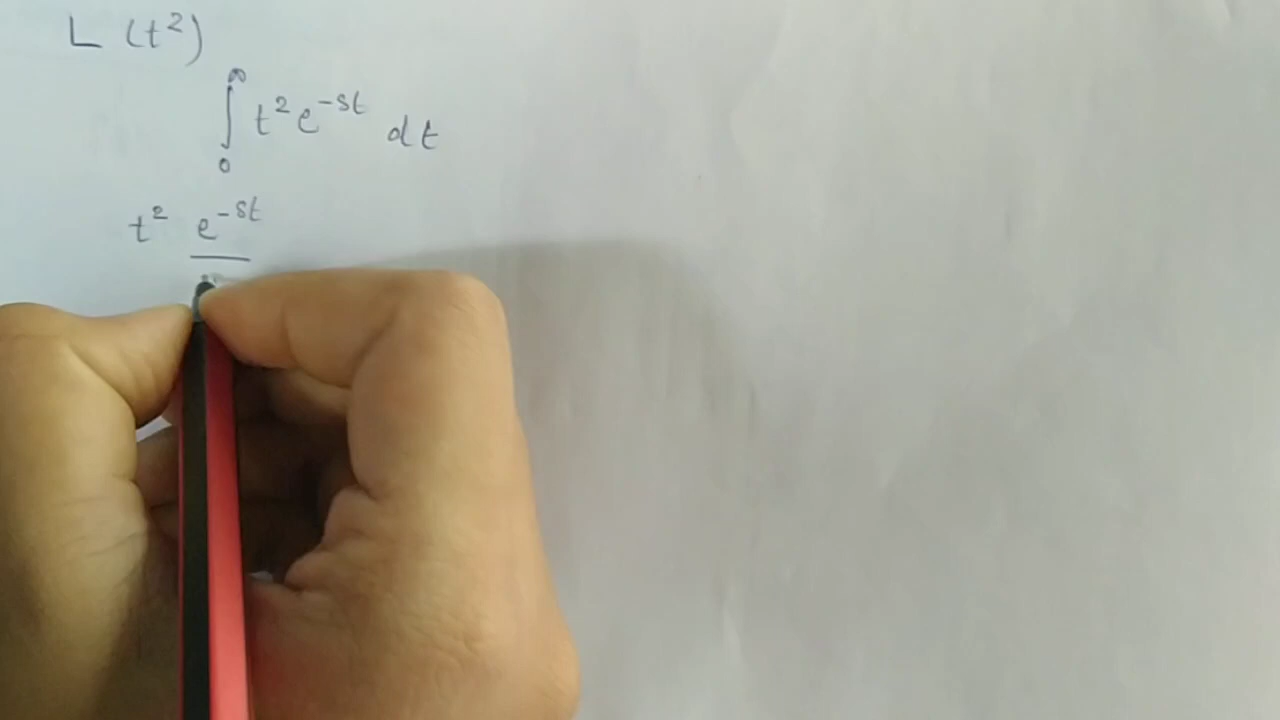 L (t²)
∫₀^∞ t² e^{-st} dt
t² e^{-st}